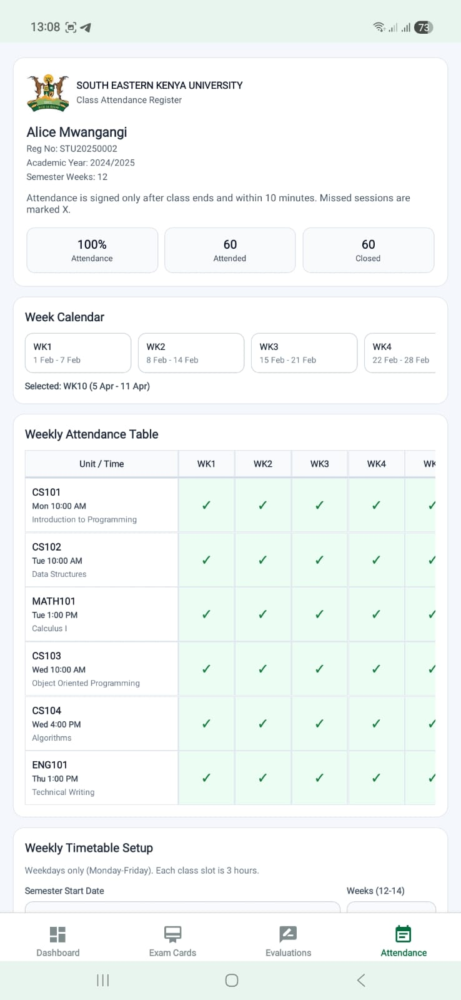 13:08
73
SOUTH EASTERN KENYA UNIVERSITY
Class Attendance Register
Alice Mwangangi
Reg No: STU20250002
Academic Year: 2024/2025
Semester Weeks: 12
Attendance is signed only after class ends and within 10 minutes. Missed sessions are
marked X.
100% 60 60
Attendance Attended Closed
Week Calendar
WK1 WK2 WK3 WK4
1 Feb - 7 Feb 8 Feb - 14 Feb 15 Feb - 21 Feb 22 Feb - 28 Feb
Selected: WK10 (5 Apr - 11 Apr)
Weekly Attendance Table
Unit / Time WK1 WK2 WK3 WK4 WK
CS101
Mon 10:00 AM ✓ ✓ ✓ ✓ ✓
Introduction to Programming
CS102
Tue 10:00 AM ✓ ✓ ✓ ✓ ✓
Data Structures
MATH101
Tue 1:00 PM ✓ ✓ ✓ ✓ ✓
Calculus I
CS103
Wed 10:00 AM ✓ ✓ ✓ ✓ ✓
Object Oriented Programming
CS104
Wed 4:00 PM ✓ ✓ ✓ ✓ ✓
Algorithms
ENG101
Thu 1:00 PM ✓ ✓ ✓ ✓ ✓
Technical Writing
Weekly Timetable Setup
Weekdays only (Monday-Friday). Each class slot is 3 hours.
Semester Start Date Weeks (12-14)
Dashboard Exam Cards Evaluations Attendance